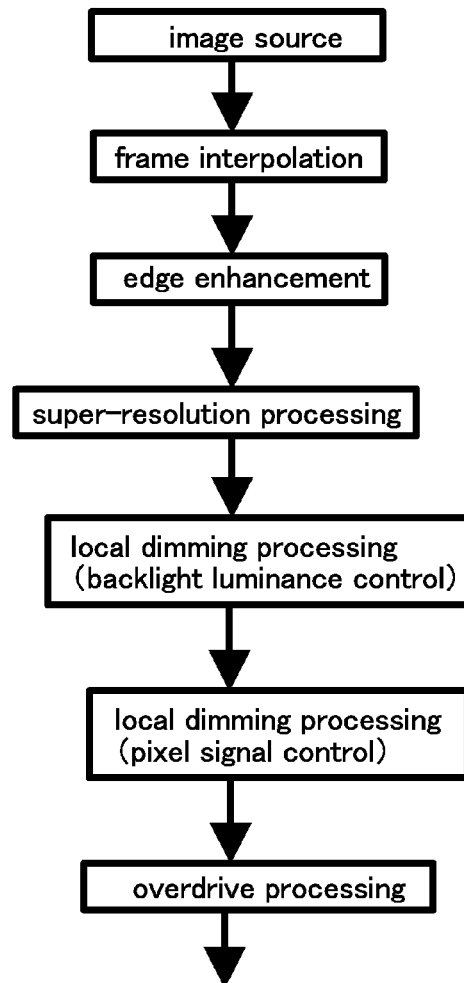 image source
frame interpolation
edge enhancement
super-resolution processing
local dimming processing
(backlight luminance control)
local dimming processing
(pixel signal control)
overdrive processing